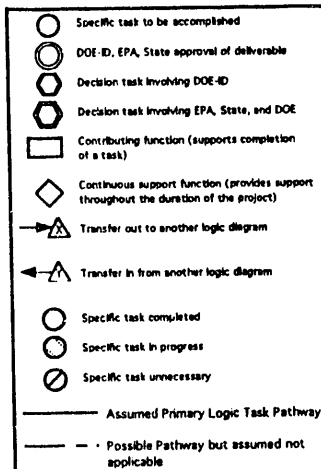 Specific task to be accomplished
DOE-ID, EPA, State approval of deliverable
Decision task involving DOE-ID
Decision task involving EPA, State, and DOE
Contributing function (supports completion
of a task)
Continuous support function (provides support
throughout the duration of the project)
X Transfer out to another logic diagram
Transfer in from another logic diagram
Specific task completed
Specific task in progress
Specific task unnecessary
Assumed Primary Logic Task Pathway
Possible Pathway but assumed not
applicable